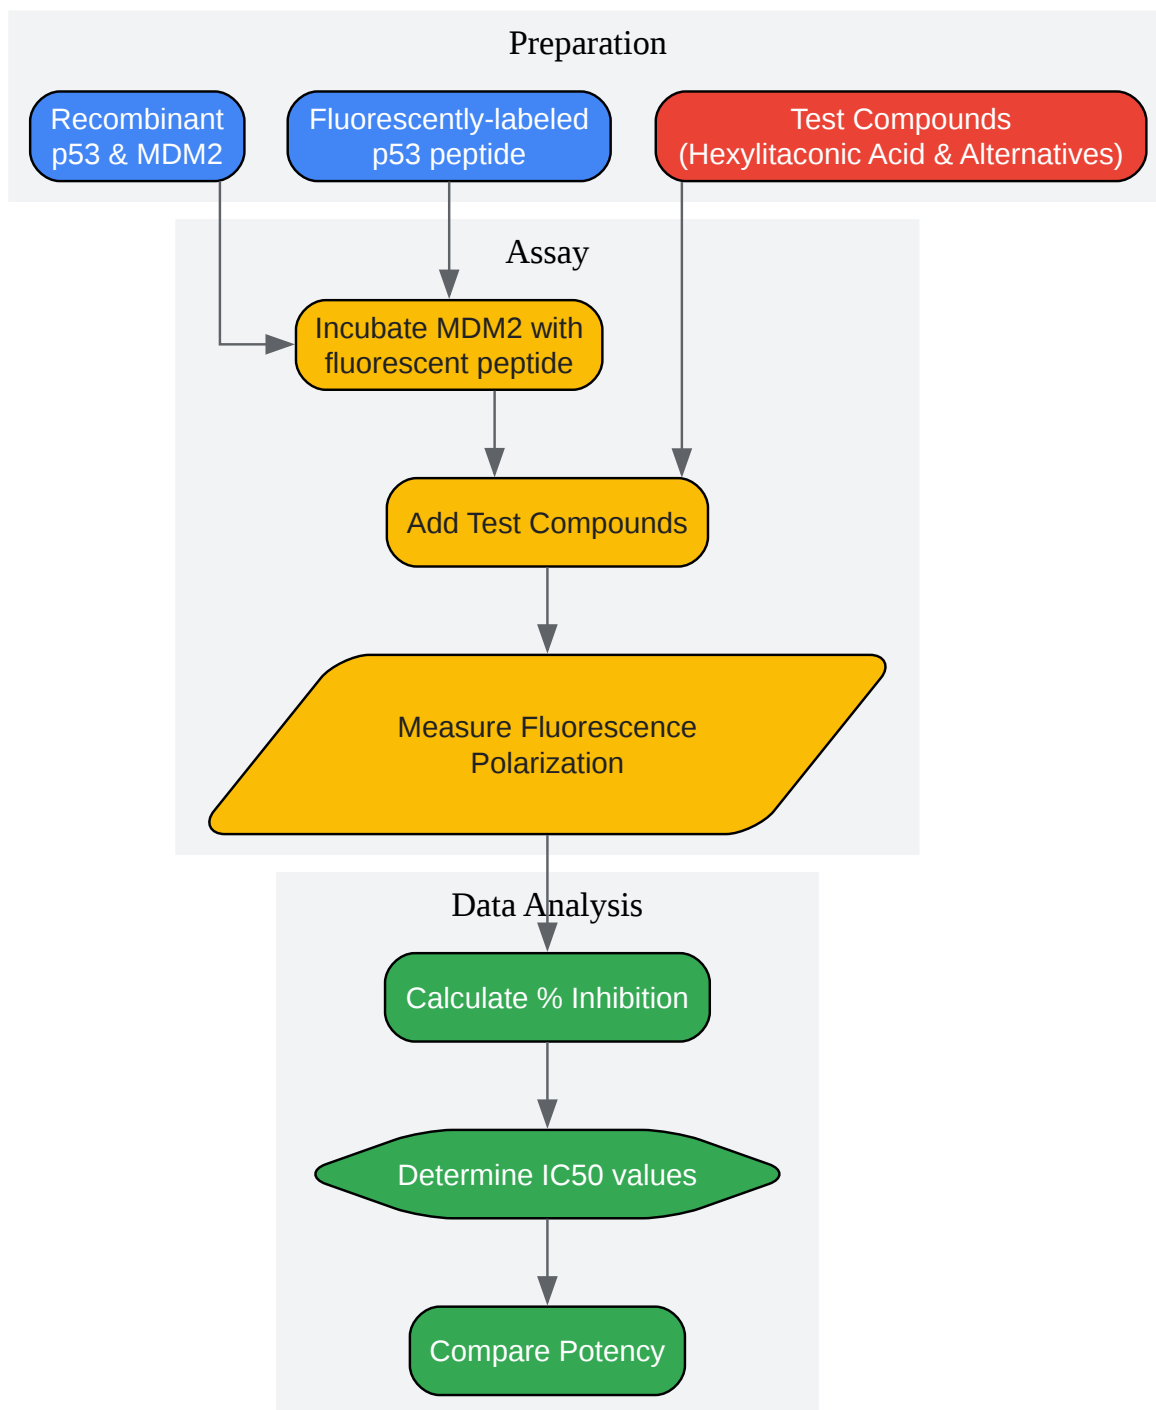 Preparation
Recombinant
p53 & MDM2
Fluorescently-labeled
p53 peptide
Test Compounds
(Hexylitaconic Acid & Alternatives)
Assay
Incubate MDM2 with
fluorescent peptide
Add Test Compounds
Measure Fluorescence
Polarization
Data Analysis
Calculate % Inhibition
Determine IC50 values
Compare Potency